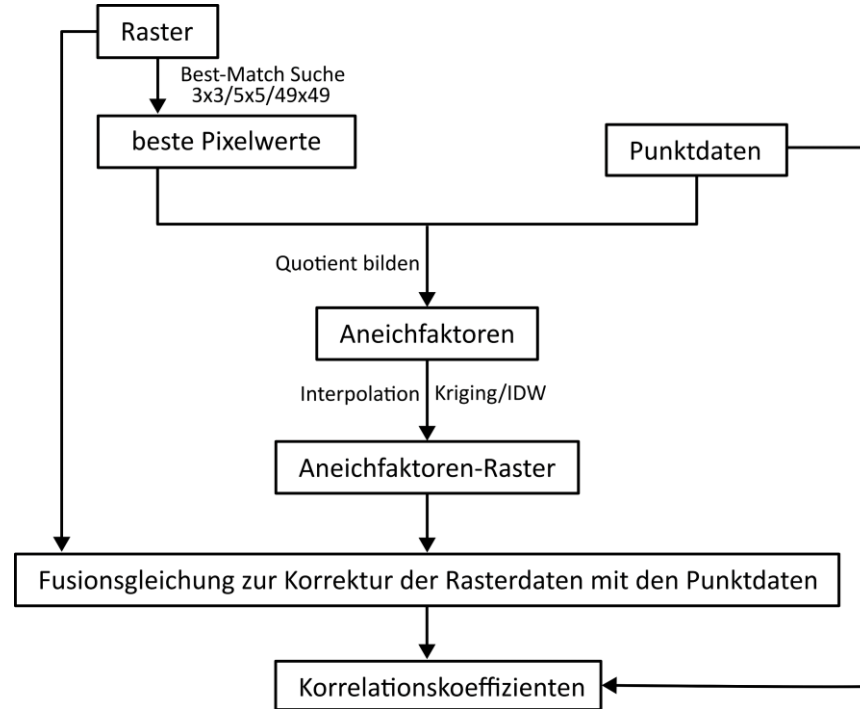 Raster
Best-Match Suche
3x3/5x5/49x49
beste Pixelwerte
Punktdaten
Quotient bilden
Aneichfaktoren
Interpolation Kriging/IDW
Aneichfaktoren-Raster
Fusionsgleichung zur Korrektur der Rasterdaten mit den Punktdaten
Korrelationskoeffizienten